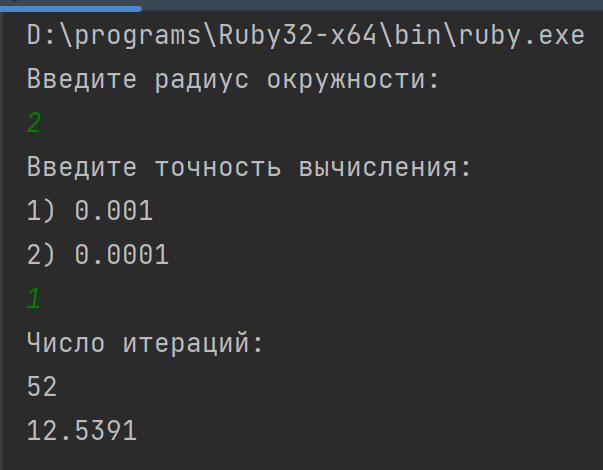 D:\programs\Ruby32-x64\bin\ruby.exe
Введите радиус окружности:
2
Введите точность вычисления:
1) 0.001
2) 0.0001
1
Число итераций:
52
12.5391